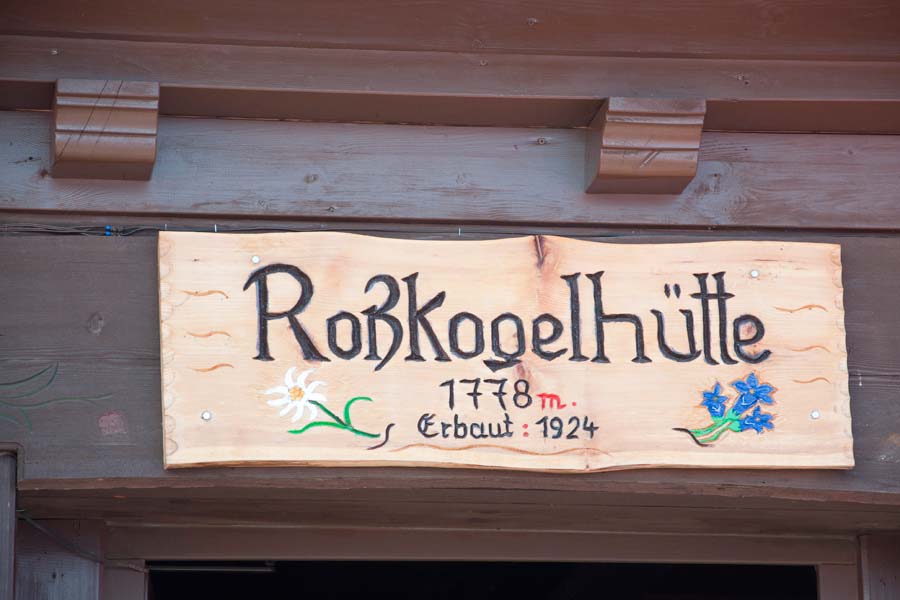 Roßkogelhütte
1778 m.
Erbaut: 1924